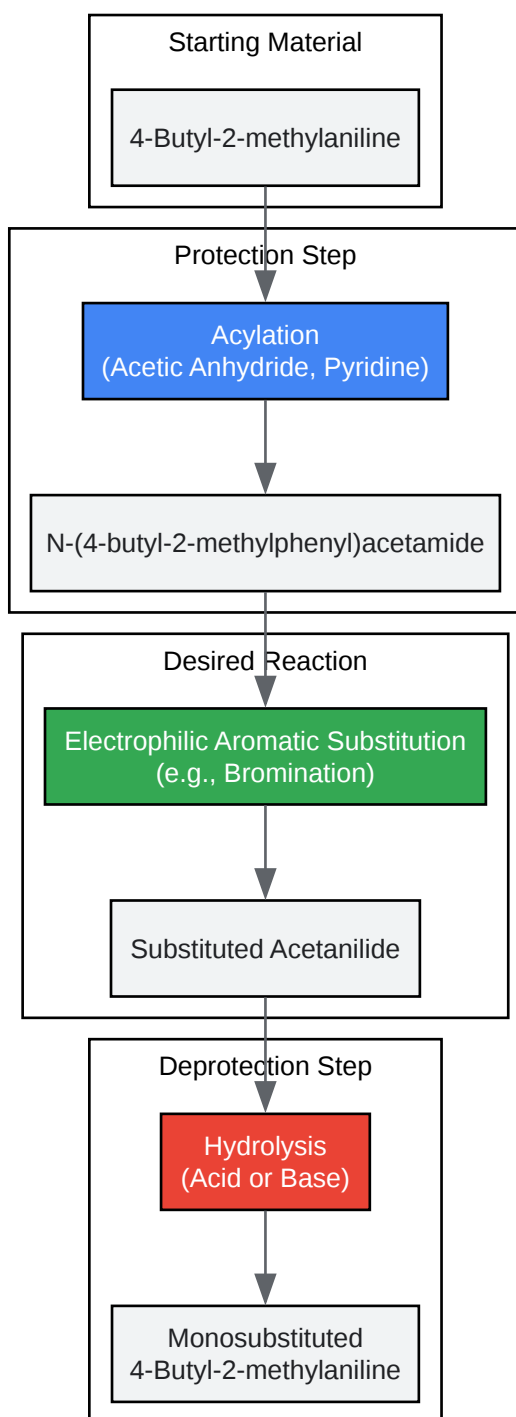 Starting Material
4-Butyl-2-methylaniline
Protection Step
Acylation
(Acetic Anhydride, Pyridine)
N-(4-butyl-2-methylphenyl)acetamide
Desired Reaction
Electrophilic Aromatic Substitution
(e.g., Bromination)
Substituted Acetanilide
Deprotection Step
Hydrolysis
(Acid or Base)
Monosubstituted
4-Butyl-2-methylaniline